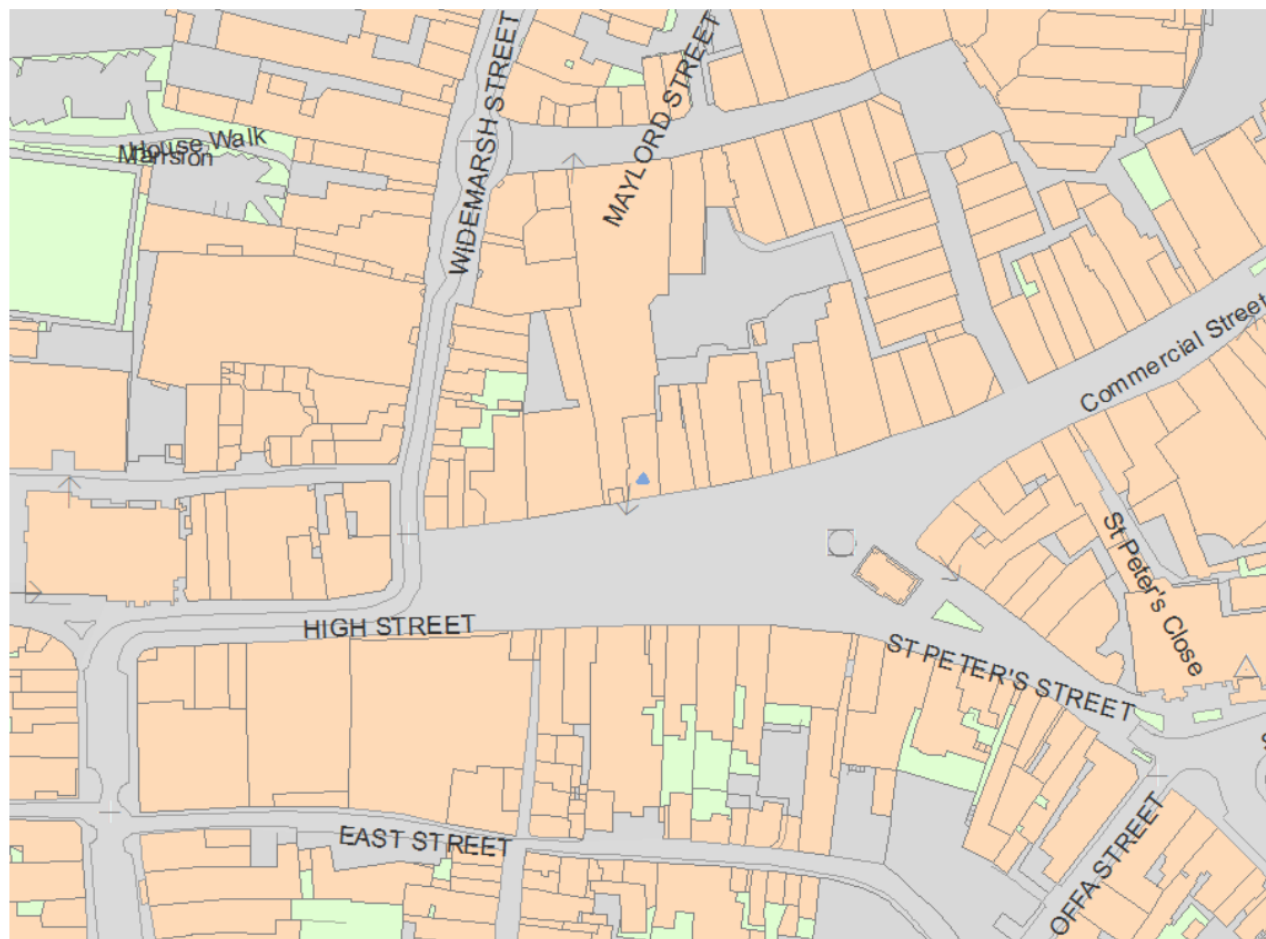 WIDEMARSH STREET
MAYLORD STREET
House Walk
Mansion
Commercial Street
St Peter's Close
HIGH STREET
ST PETER'S STREET
EAST STREET
OFFA STREET